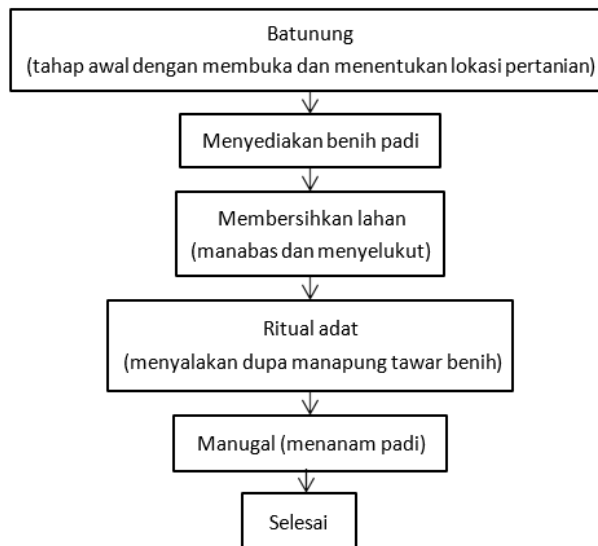 Batunung
(tahap awal dengan membuka dan menentukan lokasi pertanian)
Menyediakan benih padi
Membersihkan lahan
(manabas dan menyelukut)
Ritual adat
(menyalakan dupa manapung tawar benih)
Manugal (menanam padi)
Selesai